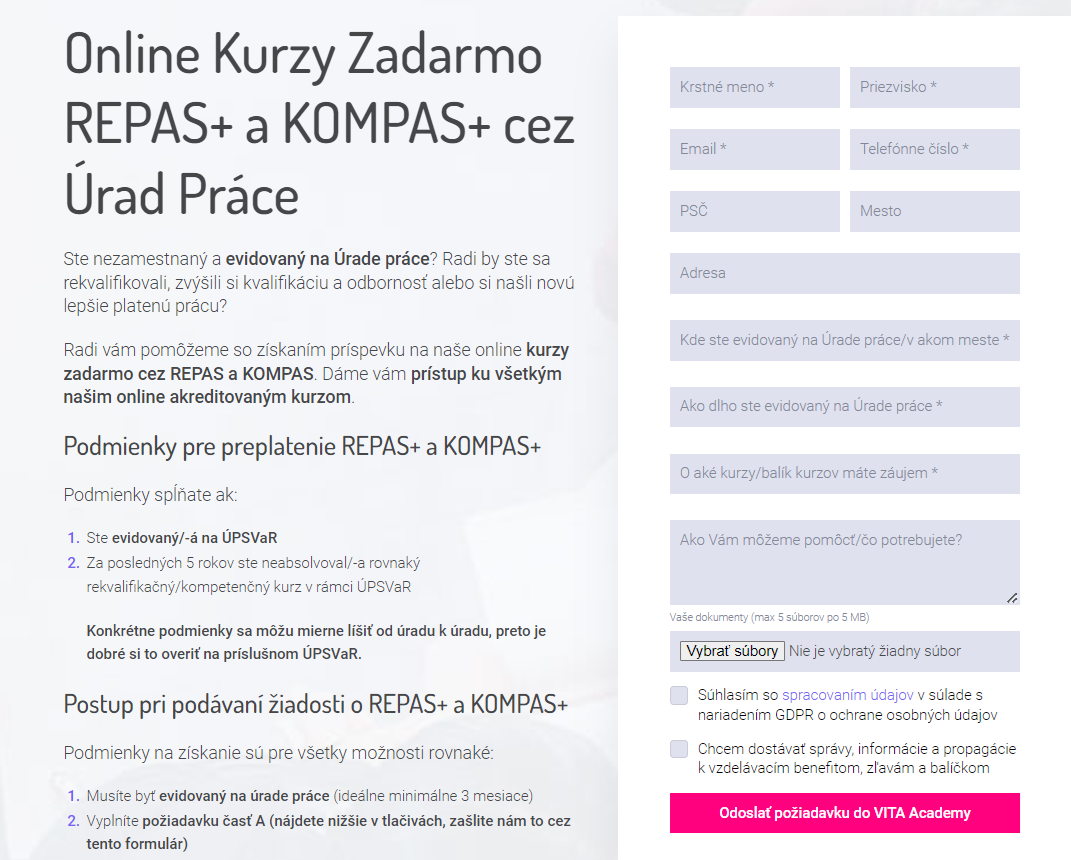 Online Kurzy Zadarmo
REPAS+ a KOMPAS+ cez
Úrad Práce
Ste nezamestnaný a evidovaný na Úrade práce? Radi by ste sa
rekvalifikovali, zvýšili si kvalifikáciu a odbornosť alebo si našli novú
lepšie platenú prácu?
Radi vám pomôžeme so získaním príspevku na naše online kurzy
zadarmo cez REPAS a KOMPAS. Dáme vám prístup ku všetkým
našim online akreditovaným kurzom.
Podmienky pre preplatenie REPAS+ a KOMPAS+
Podmienky spĺňate ak:
1. Ste evidovaný/-á na ÚPSVaR
2. Za posledných 5 rokov ste neabsolvoval/-a rovnaký
rekvalifikačný/kompetenčný kurz v rámci ÚPSVaR
Konkrétne podmienky sa môžu mierne líšiť od úradu k úradu, preto je
dobré si to overiť na príslušnom ÚPSVaR.
Postup pri podávaní žiadosti o REPAS+ a KOMPAS+
Podmienky na získanie sú pre všetky možnosti rovnaké:
1. Musíte byť evidovaný na úrade práce (ideálne minimálne 3 mesiace)
2. Vyplníte požiadavku časť A (nájdete nižšie v tlačivách, zašlite nám to cez
tento formulár)
Krstné meno *
Priezvisko *
Email *
Telefónne číslo *
PSČ
Mesto
Adresa
Kde ste evidovaný na Úrade práce/v akom meste *
Ako dlho ste evidovaný na Úrade práce *
O aké kurzy/balík kurzov máte záujem *
Ako Vám môžeme pomôcť/čo potrebujete?
Vaše dokumenty (max 5 súborov po 5 MB)
Vybrať súbory Nie je vybratý žiadny súbor
Súhlasím so spracovaním údajov v súlade s
nariadením GDPR o ochrane osobných údajov
Chcem dostávať správy, informácie a propagácie
k vzdelávacím benefitom, zľavám a balíčkom
Odoslať požiadavku do VITA Academy